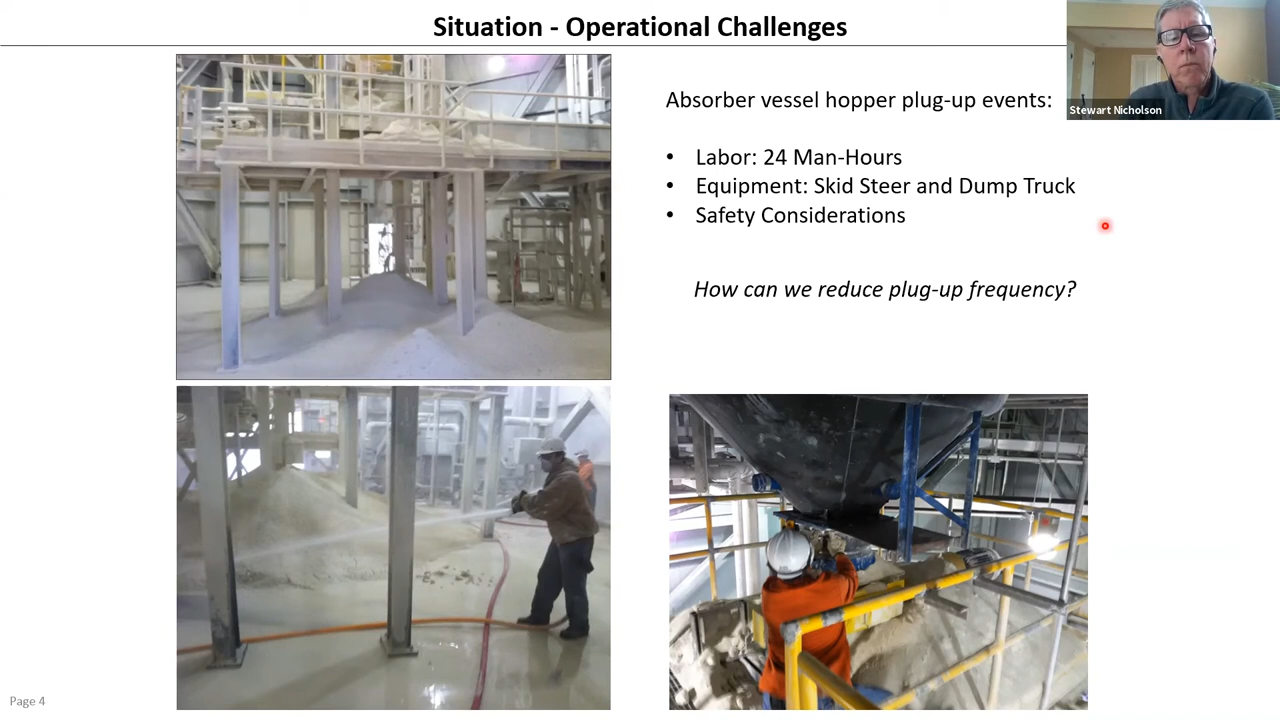 Situation - Operational Challenges
Stewart Nicholson
Absorber vessel hopper plug-up events:
• Labor: 24 Man-Hours
• Equipment: Skid Steer and Dump Truck
• Safety Considerations
How can we reduce plug-up frequency?
Page 4